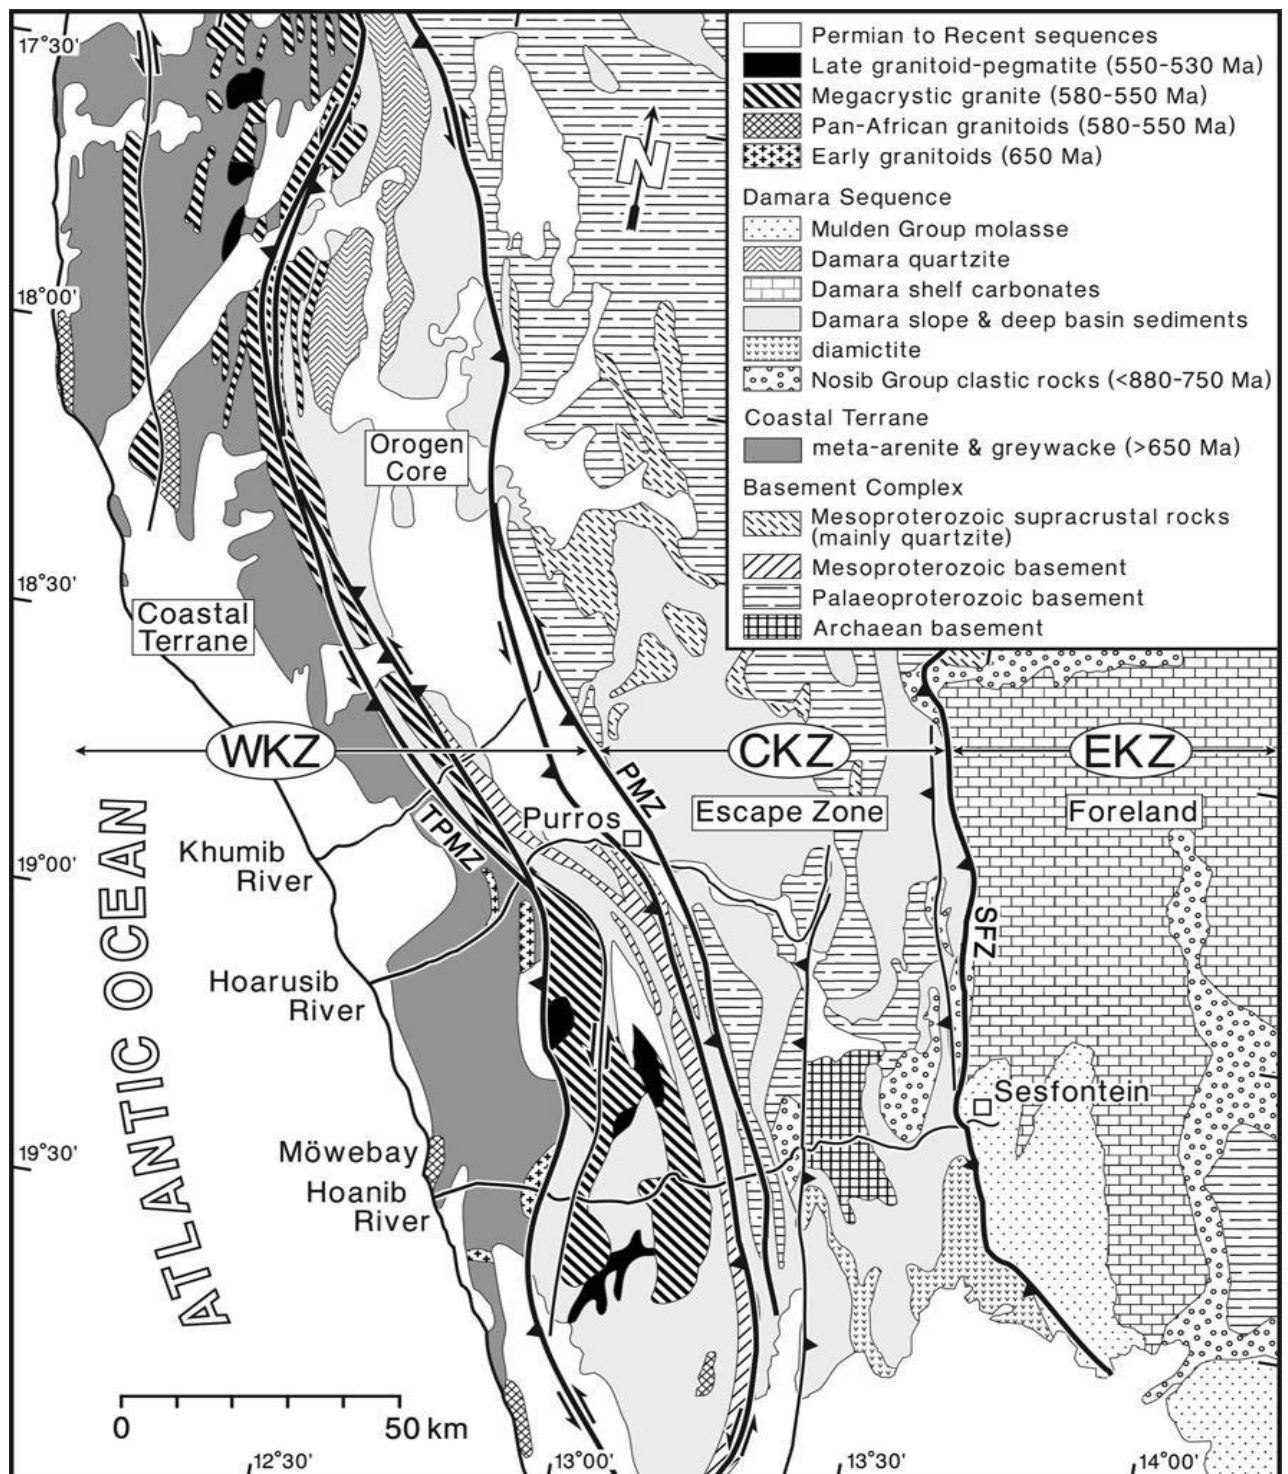 17°30'
Permian to Recent sequences
Late granitoid-pegmatite (550-530 Ma)
Megacrystic granite (580-550 Ma)
Pan-African granitoids (580-550 Ma)
Early granitoids (650 Ma)
N
Damara Sequence
Mulden Group molasse
Damara quartzite
Damara shelf carbonates
Damara slope & deep basin sediments
diamictite
Nosib Group clastic rocks (<880-750 Ma)
Coastal Terrane
meta-arenite & greywacke (>650 Ma)
Basement Complex
Mesoproterozoic supracrustal rocks
(mainly quartzite)
Mesoproterozoic basement
Palaeoproterozoic basement
Archaean basement
18°00'
Orogen
Core
18°30'
Coastal
Terrane
WKZ
CKZ
EKZ
PMZ
Purros
Escape Zone
Foreland
TPMZ
Khumib
River
19°00'
SFZ
Hoarusib
River
ATLANTIC OCEAN
Sesfontein
Möwebay
19°30'
Hoanib
River
0 50 km
12°30' 13°00' 13°30' 14°00'